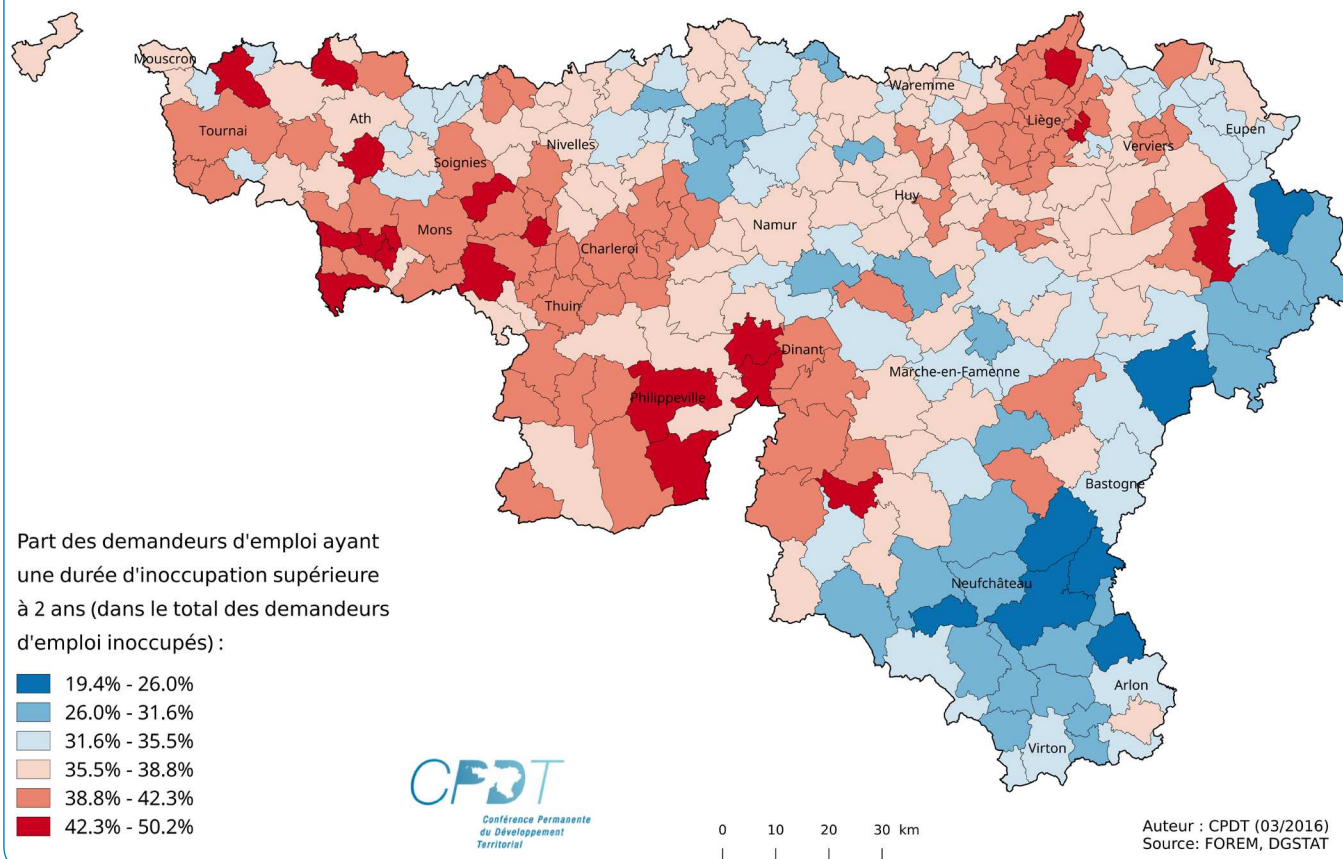 Mouscron
Waremme
Ath
Tournai
Liège
Eupen
Nivelles
Verviers
Soignies
Huy
Mons
Namur
Charleroi
Thuin
Dinant
Marche-en-Famenne
Philippeville
Bastogne
Neufchâteau
Arlon
Virton
Part des demandeurs d'emploi ayant
une durée d'inoccupation supérieure
à 2 ans (dans le total des demandeurs
d'emploi inoccupés) :
19.4% - 26.0%
26.0% - 31.6%
31.6% - 35.5%
35.5% - 38.8%
38.8% - 42.3%
42.3% - 50.2%
CPDT
Conférence Permanente
du Développement
Territorial
0 10 20 30 km
Auteur : CPDT (03/2016)
Source: FOREM, DGSTAT